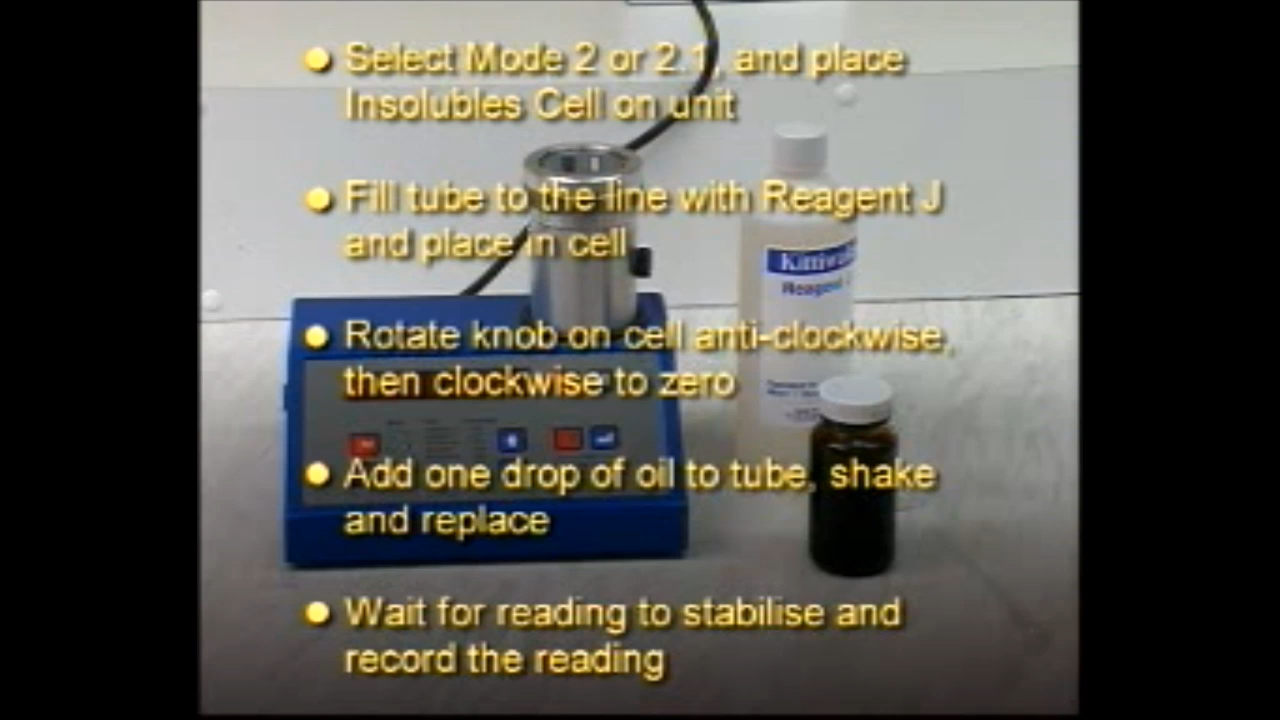 Select Mode 2 or 2.1, and place
Insolubles Cell on unit
Fill tube to the line with Reagent J
and place in cell
Rotate knob on cell anti-clockwise,
then clockwise to zero
Add one drop of oil to tube, shake
and replace
Wait for reading to stabilise and
record the reading
Reagent